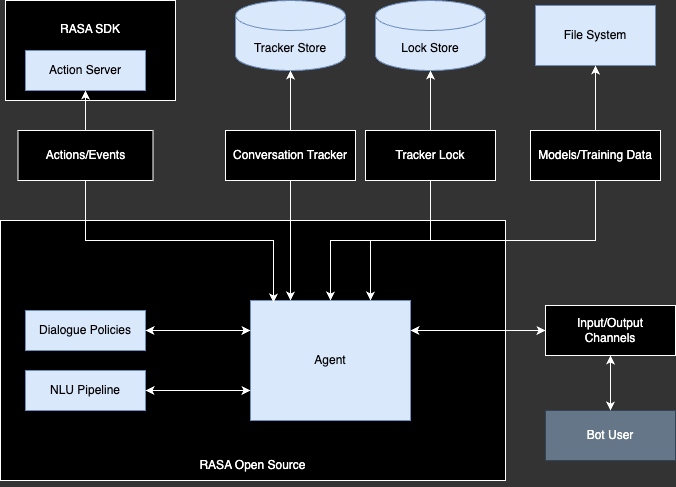 RASA SDK
Action Server
Tracker Store
Lock Store
File System
Actions/Events
Conversation Tracker
Tracker Lock
Models/Training Data
Dialogue Policies
NLU Pipeline
Agent
Input/Output
Channels
Bot User
RASA Open Source